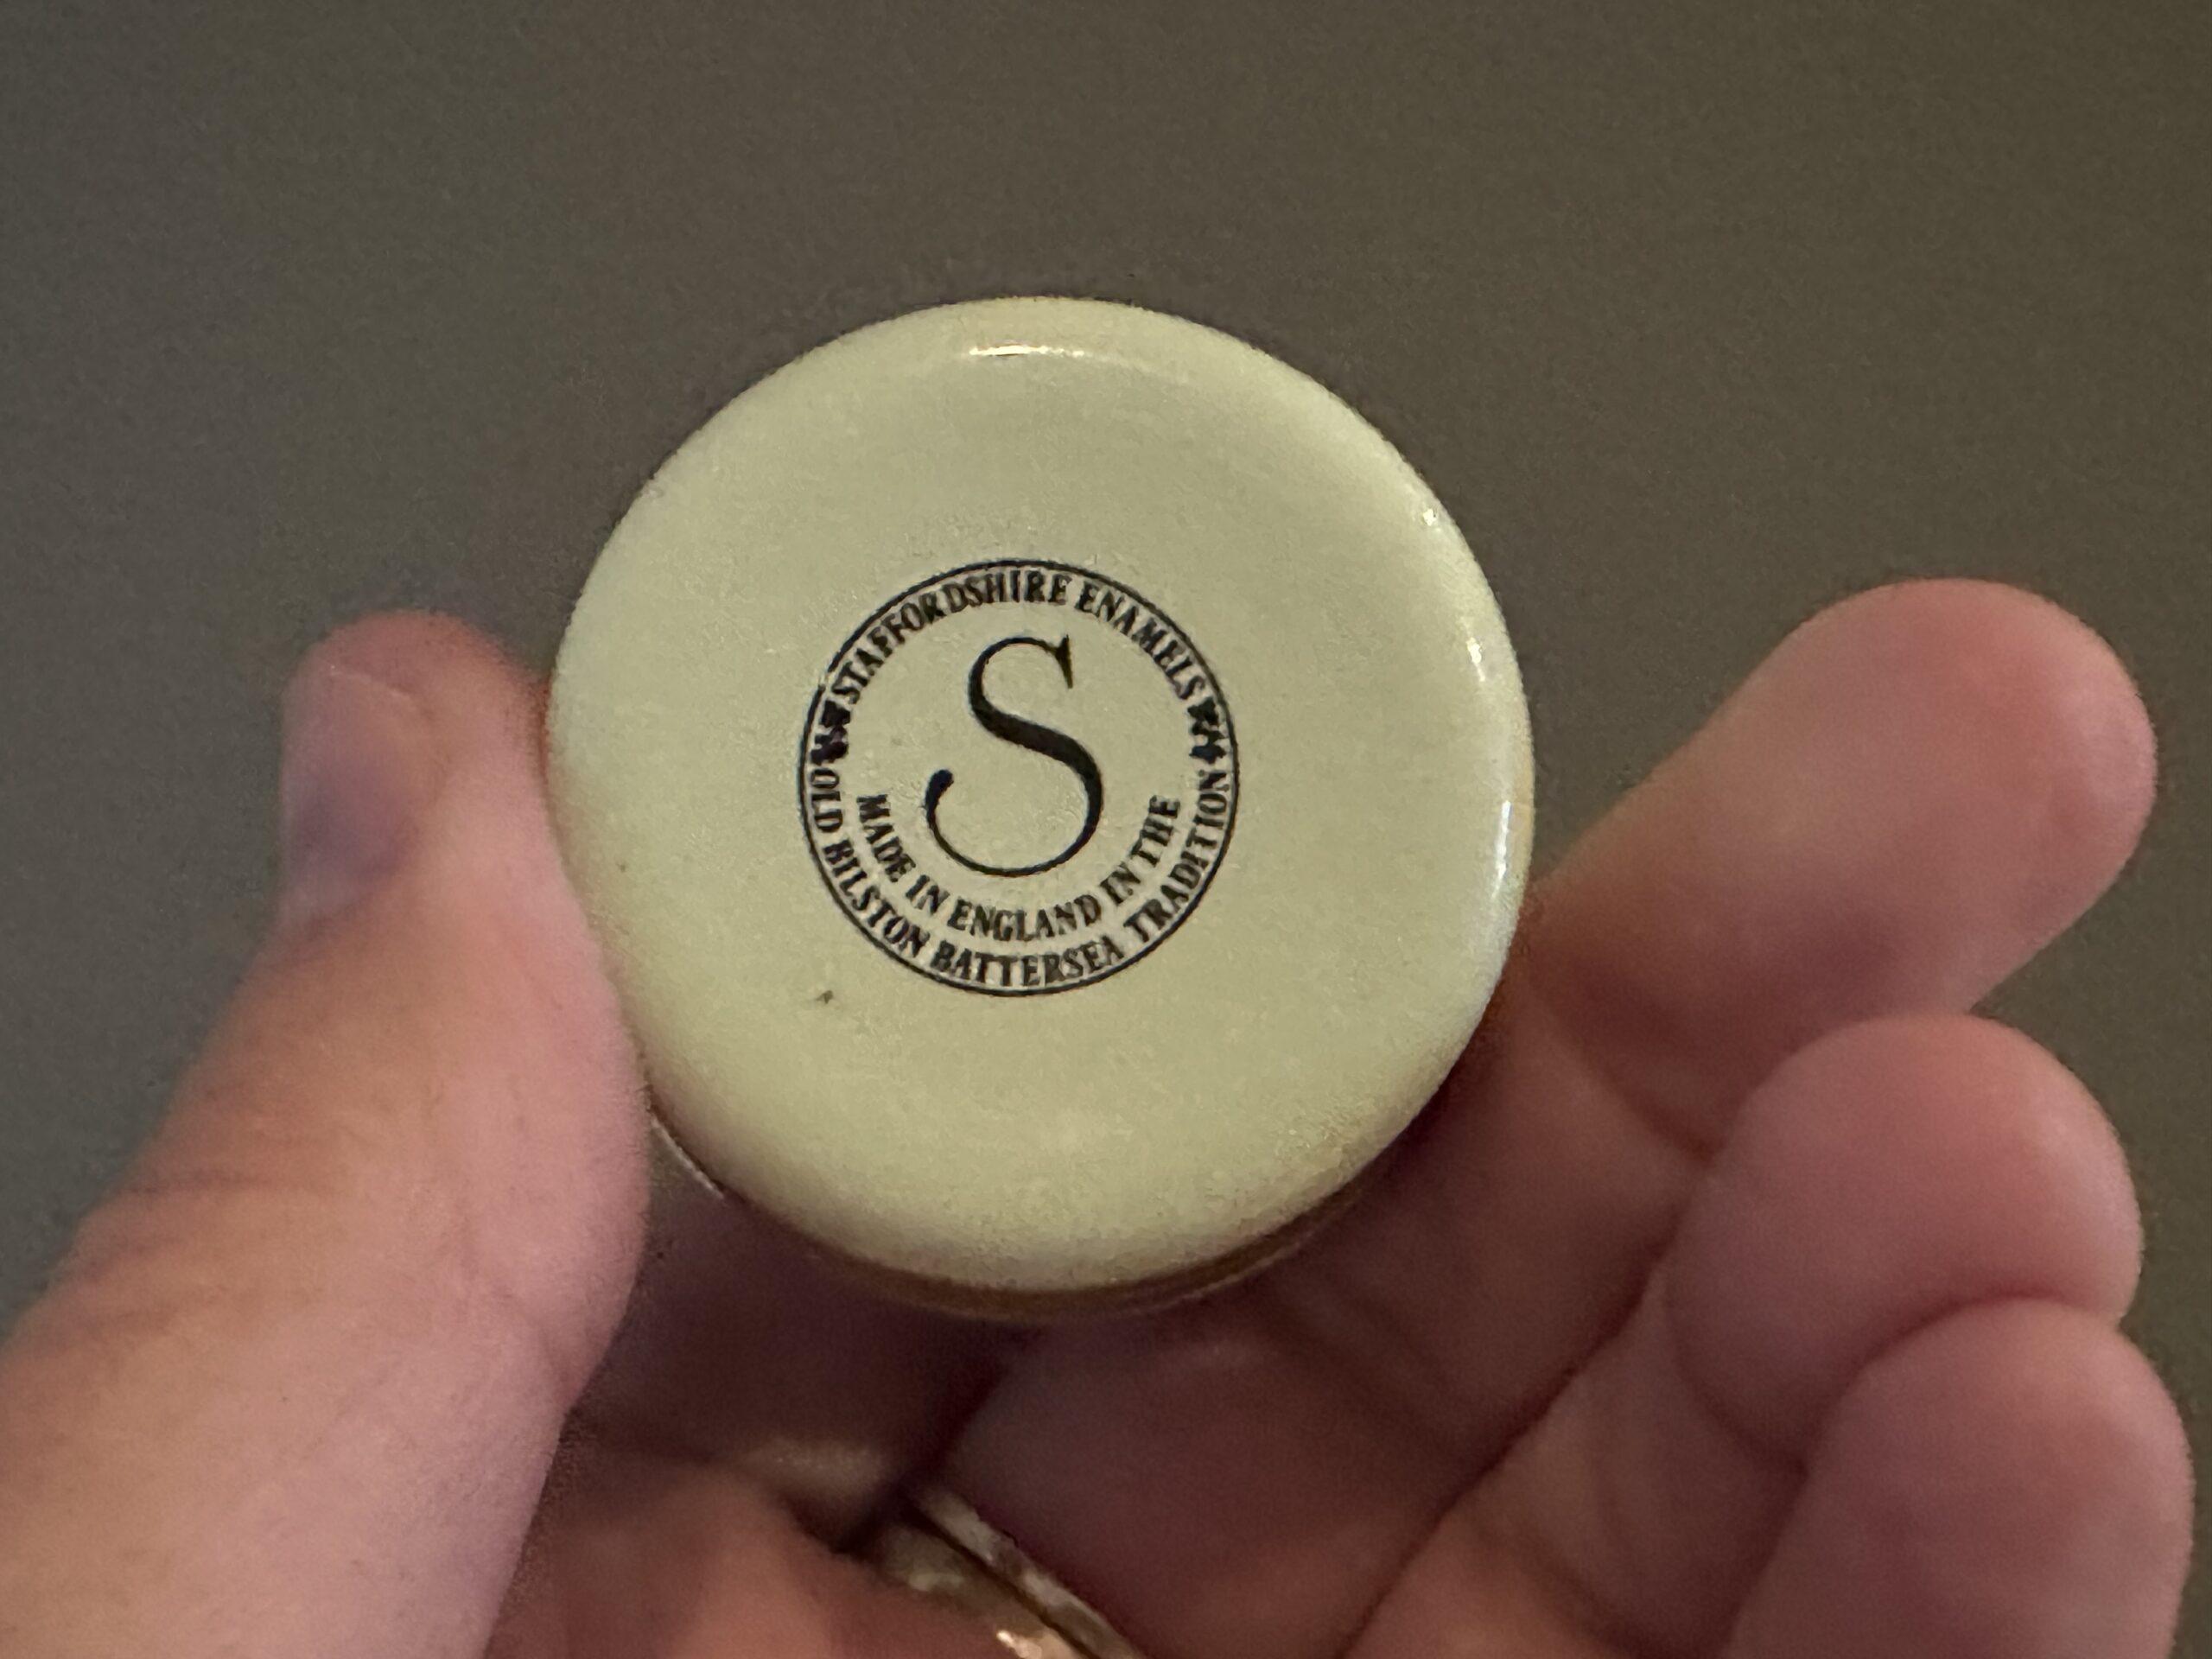 STAFFORDSHIRE ENAMELS
S
MADE IN ENGLAND IN THE
OLD BILSTON BATTERSEA TRADITION